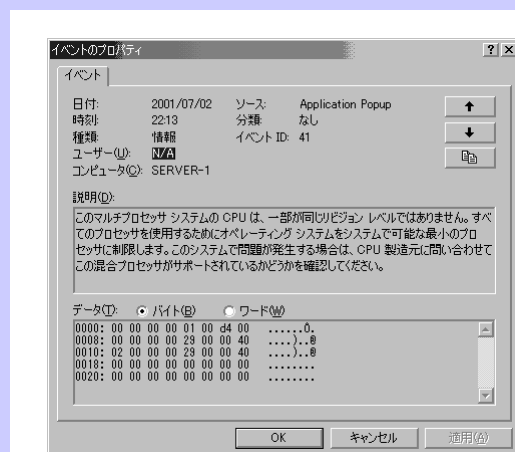 イベントのプロパティ
イベント
日付: 2001/07/02 ソース: Application Popup
時刻: 22:13 分類: なし
種類: 情報 イベント ID: 41
ユーザー(U): N/A
コンピュータ(C): SERVER-1
説明(D):
このマルチプロセッサ システムの CPU は、一部が同じリビジョン レベルではありません。すべ
てのプロセッサを使用するためにオペレーティング システムをシステムで可能な最小のプロ
セッサに制限します。このシステムで問題が発生する場合は、CPU 製造元に問い合わせて
この混合プロセッサがサポートされているかどうかを確認してください。
データ(T): バイト(B) ワード(W)
0000: 00 00 00 00 01 00 d4 00 ......Ô.
0008: 00 00 00 00 29 00 00 40 ....)..@
0010: 02 00 00 00 29 00 00 40 ....)..@
0018: 00 00 00 00 00 00 00 00 ........
0020: 00 00 00 00 00 00 00 00 ........
OK キャンセル 適用(A)